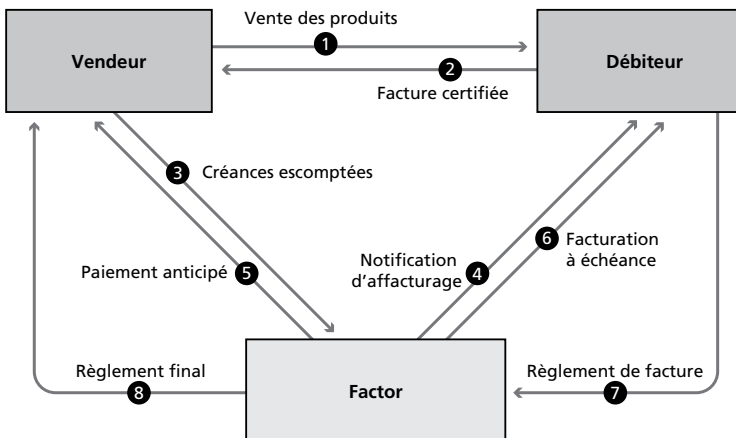 Vente des produits
1
Vendeur
Débiteur
2
Facture certifiée
3 Créances escomptées
6 Facturation
à échéance
Notification
d'affacturage 4
Paiement anticipé 5
Règlement final
8
Factor
Règlement de facture
7